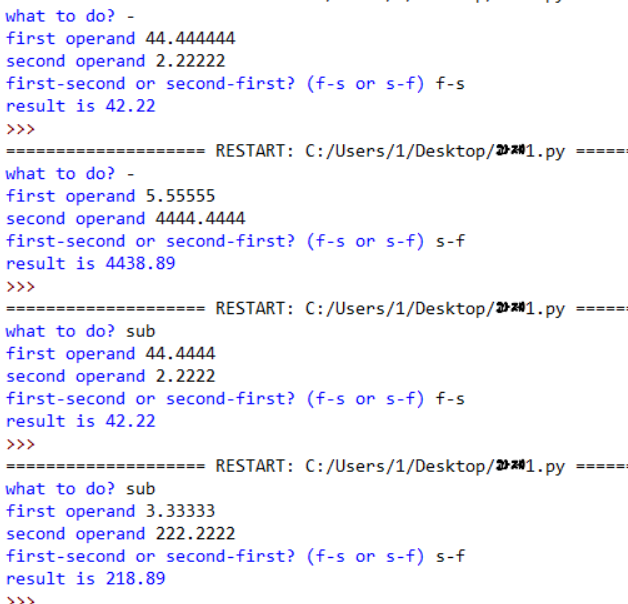 what to do? -
first operand 44.444444
second operand 2.22222
first-second or second-first? (f-s or s-f) f-s
result is 42.22
>>>
==================== RESTART: C:/Users/1/Desktop/1.py =====
what to do? -
first operand 5.55555
second operand 4444.4444
first-second or second-first? (f-s or s-f) s-f
result is 4438.89
>>>
==================== RESTART: C:/Users/1/Desktop/1.py =====
what to do? sub
first operand 44.4444
second operand 2.2222
first-second or second-first? (f-s or s-f) f-s
result is 42.22
>>>
==================== RESTART: C:/Users/1/Desktop/1.py =====
what to do? sub
first operand 3.33333
second operand 222.2222
first-second or second-first? (f-s or s-f) s-f
result is 218.89
>>>